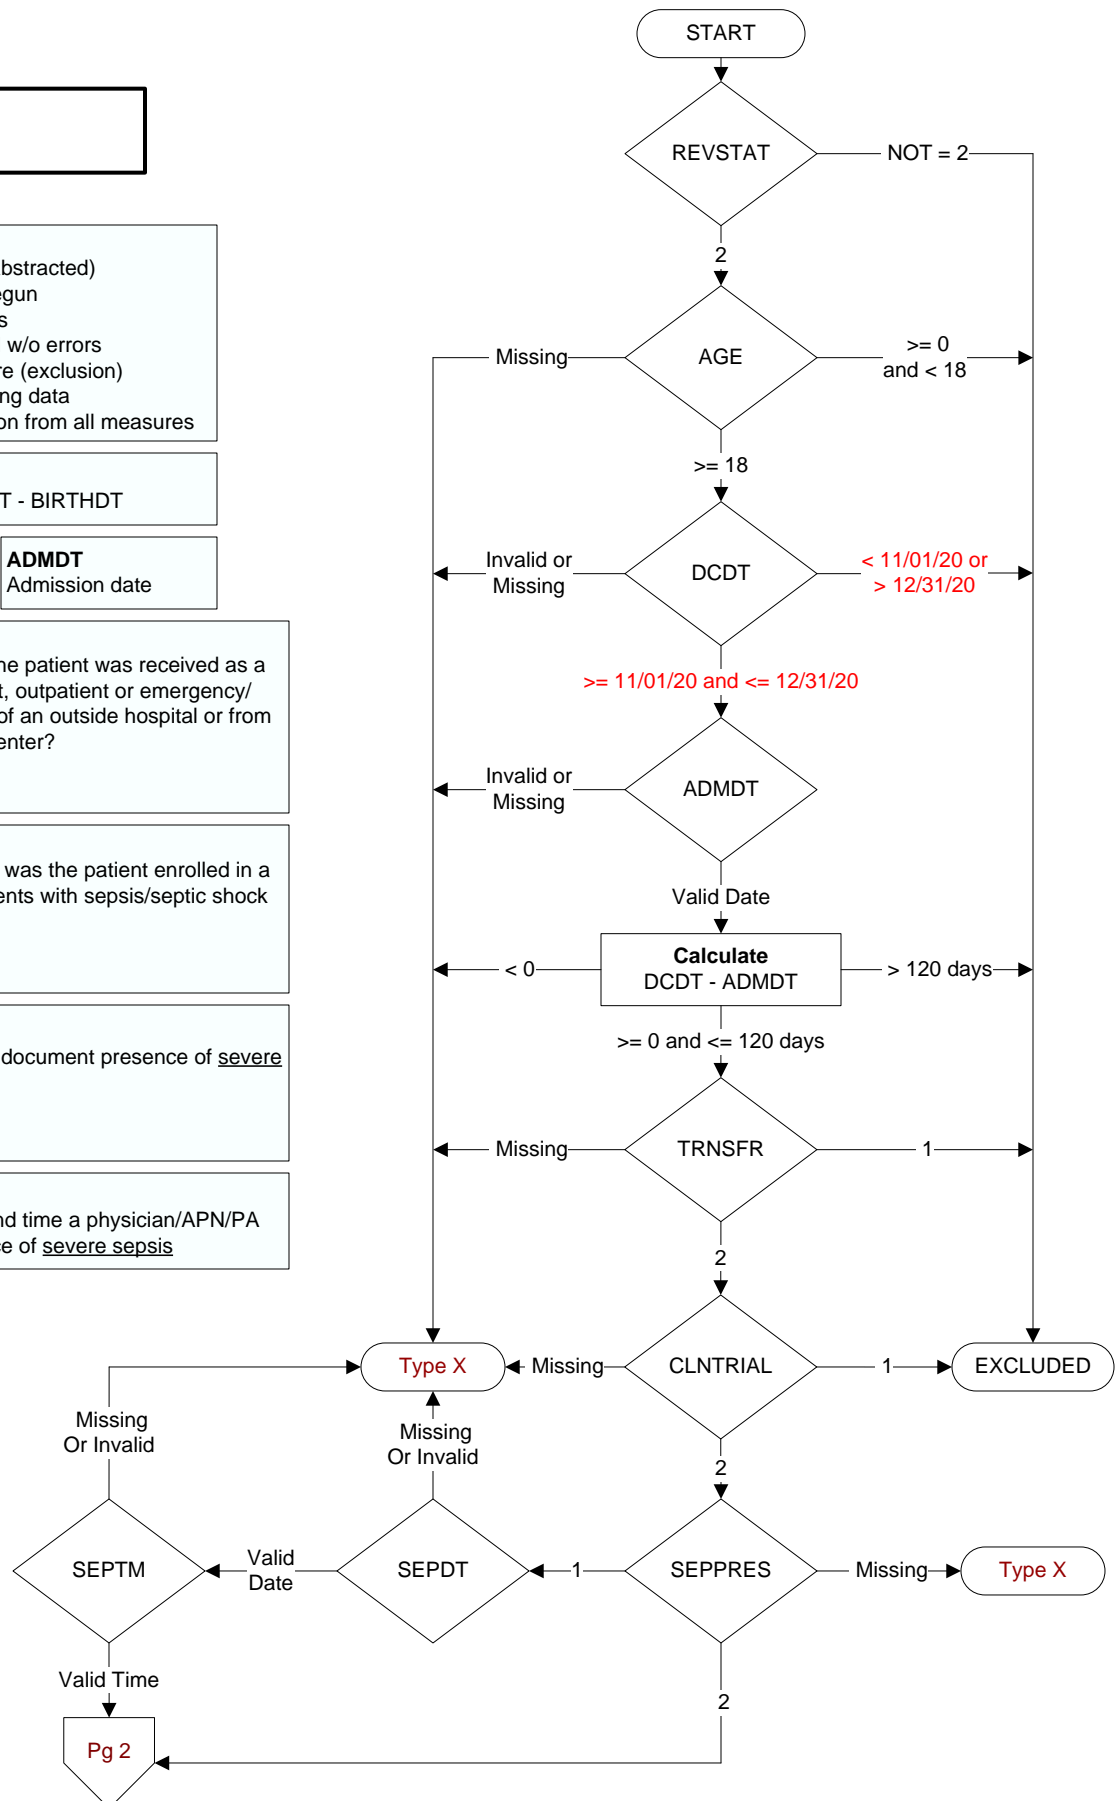 START
REVSTAT
NOT = 2
2
abstracted)
egun
s
w/o errors
re (exclusion)
ng data
on from all measures
AGE
Missing
>= 0
and < 18
>= 18
T - BIRTHDT
ADMDT
Admission date
DCDT
Invalid or
Missing
< 11/01/20 or
> 12/31/20
>= 11/01/20 and <= 12/31/20
he patient was received as a
t, outpatient or emergency/
of an outside hospital or from
enter?
ADMDT
Invalid or
Missing
Valid Date
was the patient enrolled in a
ents with sepsis/septic shock
Calculate
DCDT - ADMDT
< 0
> 120 days
>= 0 and <= 120 days
document presence of severe
TRNSFR
Missing
1
2
nd time a physician/APN/PA
ce of severe sepsis
Type X
Missing
CLNTRIAL
1
EXCLUDED
2
Missing
Or Invalid
Missing
Or Invalid
SEPTM
Valid
Date
SEPDT
1
SEPPRES
Missing
Type X
Valid Time
2
Pg 2